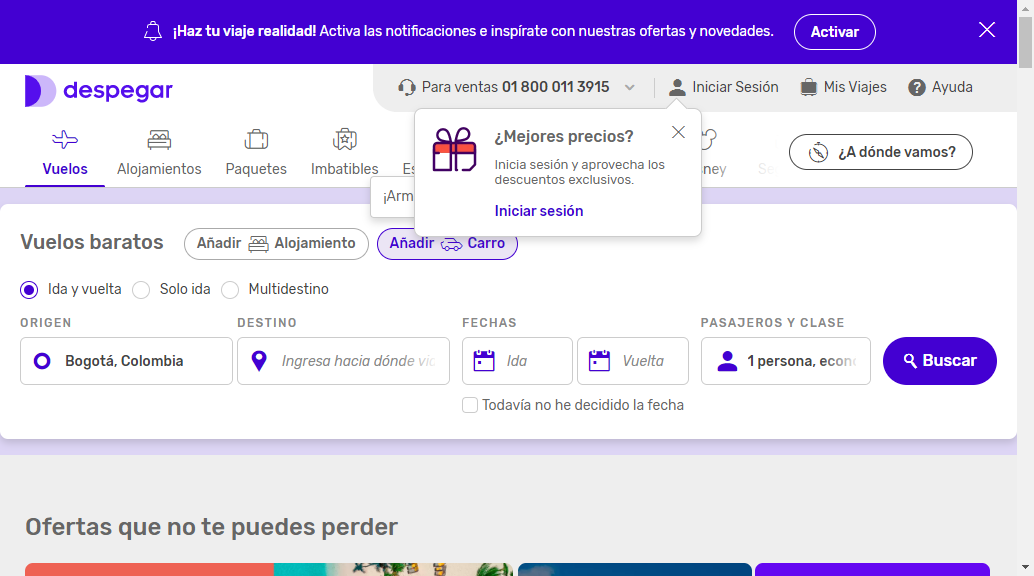 ¡Haz tu viaje realidad! Activa las notificaciones e inspírate con nuestras ofertas y novedades.
Activar
despegar
Para ventas 01 800 011 3915
Iniciar Sesión
Mis Viajes
Ayuda
Vuelos
Alojamientos
Paquetes
Imbatibles
¿A dónde vamos?
¿Mejores precios?
Inicia sesión y aprovecha los
descuentos exclusivos.
Iniciar sesión
¡Arm
Vuelos baratos
Añadir Alojamiento
Añadir Carro
Ida y vuelta
Solo ida
Multidestino
ORIGEN
DESTINO
FECHAS
PASAJEROS Y CLASE
Bogotá, Colombia
Ingresa hacia dónde
Ida
Vuelta
1 persona, econ
Buscar
Todavía no he decidido la fecha
Ofertas que no te puedes perder